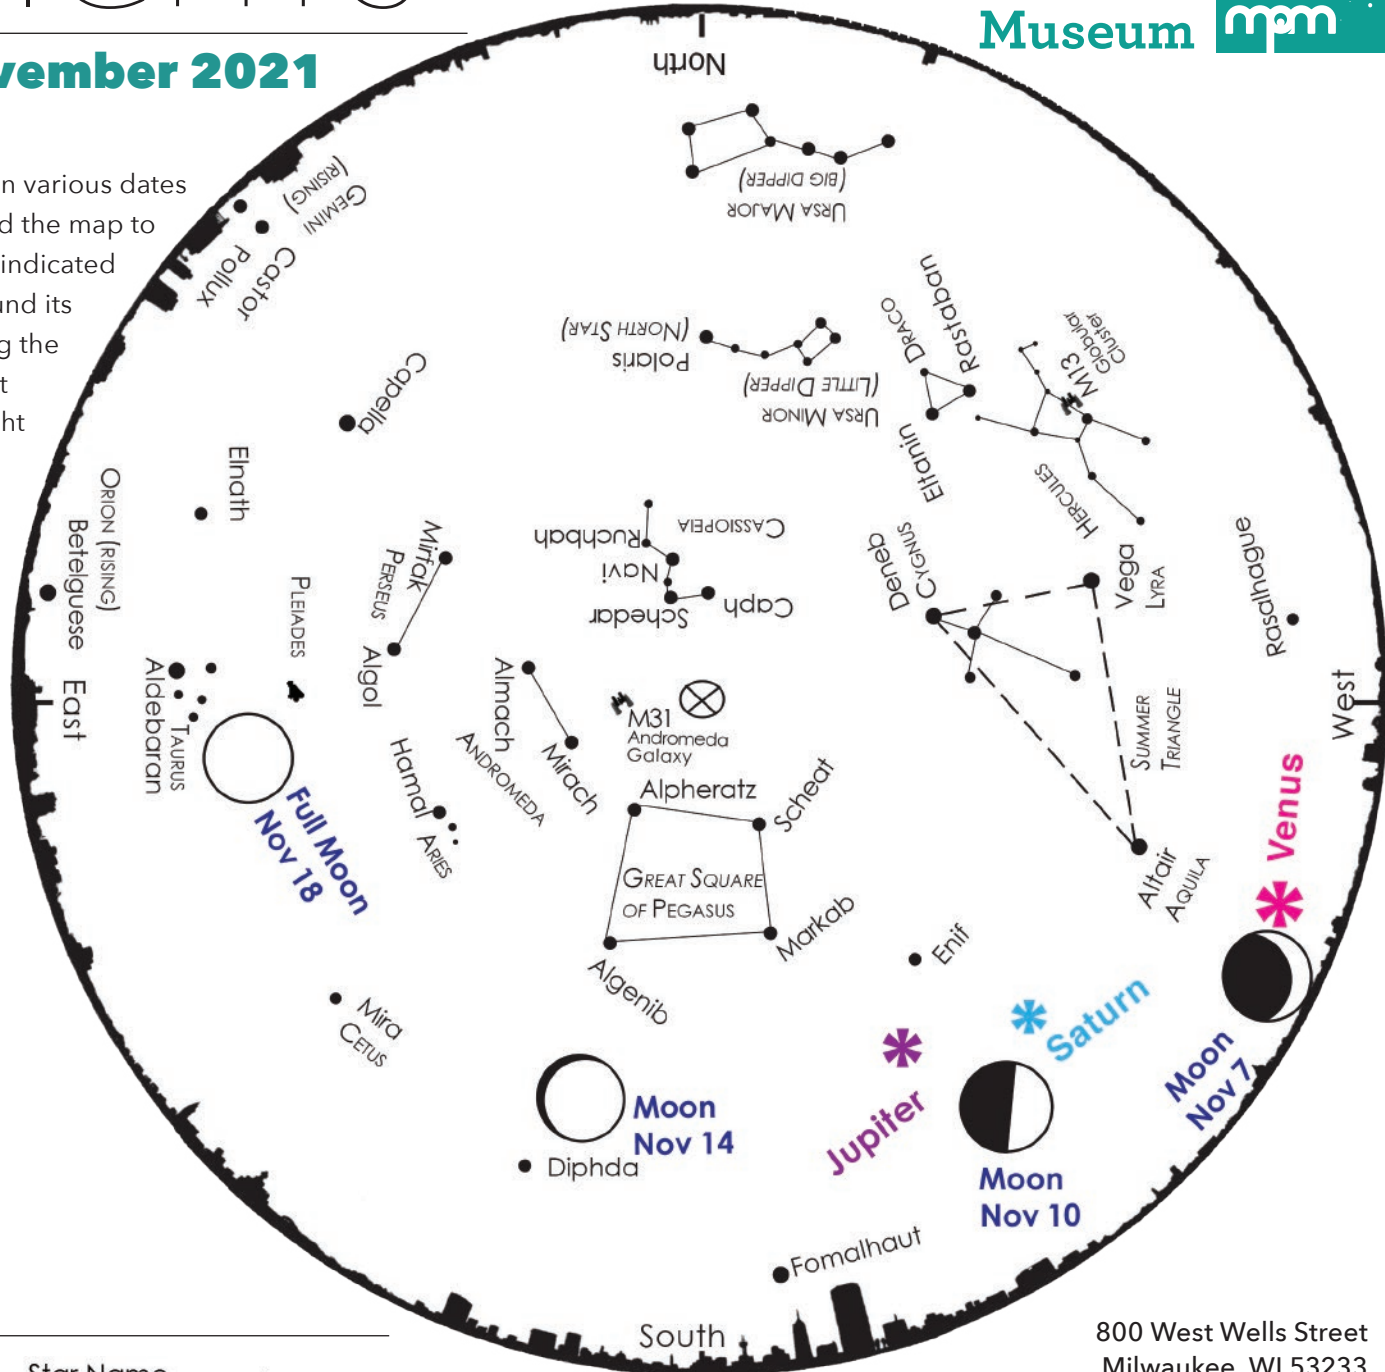 Museum mpm
vember 2021
North
n various dates
d the map to
indicated
und its
g the
t
ht
GEMINI
(RISING)
Castor
Pollux
URSA MAJOR
(BIG DIPPER)
Polaris
(NORTH STAR)
URSA MINOR
(LITTLE DIPPER)
DRACO
Rastaban
Eltanin
M13
Globular
Cluster
HERCULES
Capella
Elnath
ORION (RISING)
Betelguese
PLEIADES
Mirfak
PERSEUS
Algol
CASSIOPEIA
Ruchbah
Navi
Schedar
Caph
Deneb
CYGNUS
Vega
LYRA
Rasalhague
East
West
Aldebaran
TAURUS
Full Moon
Nov 18
Hamal
ARIES
Almach
ANDROMEDA
Mirach
M31
Andromeda
Galaxy
Alpheratz
Scheat
GREAT SQUARE
OF PEGASUS
Algenib
Markab
SUMMER
TRIANGLE
Altair
AQUILA
Venus
Enif
Saturn
Jupiter
Moon
Nov 7
Mira
CETUS
Moon
Nov 14
Diphda
Moon
Nov 10
Fomalhaut
South
800 West Wells Street
Milwaukee, WI 53233
Star Name